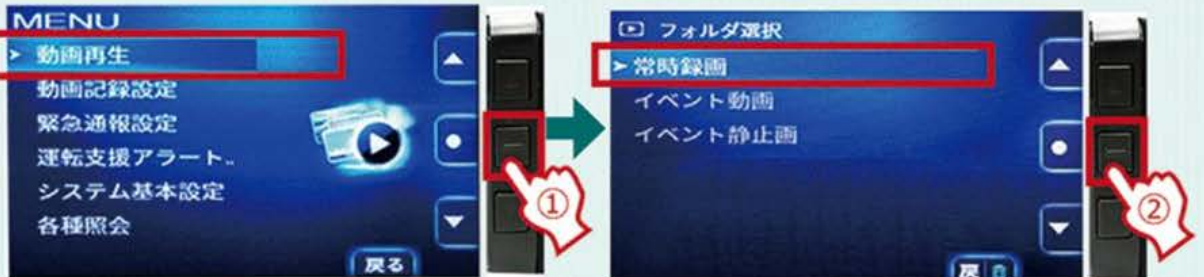 MENU
動画再生
動画記録設定
緊急通報設定
運転支援アラート..
システム基本設定
各種照会
戻る
①
フォルダ選択
常時録画
イベント動画
イベント静止画
戻
②